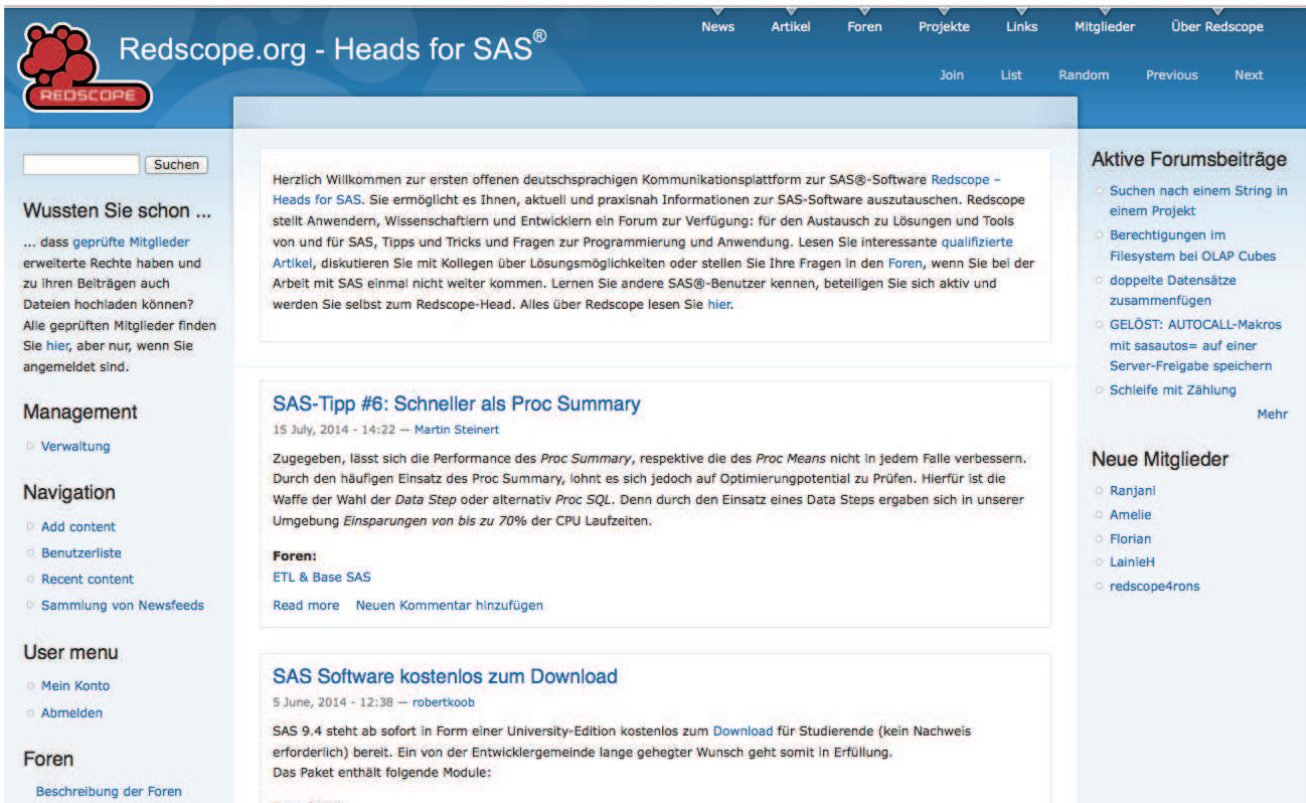 Redscope.org - Heads for SAS®
REDSCOPE
News Artikel Foren Projekte Links Mitglieder Über Redscope
Join List Random Previous Next
Suchen
Wussten Sie schon ...
... dass geprüfte Mitglieder
erweiterte Rechte haben und
zu ihren Beiträgen auch
Dateien hochladen können?
Alle geprüften Mitglieder finden
Sie hier, aber nur, wenn Sie
angemeldet sind.
Management
Verwaltung
Navigation
Add content
Benutzerliste
Recent content
Sammlung von Newsfeeds
User menu
Mein Konto
Abmelden
Foren
Beschreibung der Foren
Herzlich Willkommen zur ersten offenen deutschsprachigen Kommunikationsplattform zur SAS®-Software Redscope –
Heads for SAS. Sie ermöglicht es Ihnen, aktuell und praxisnah Informationen zur SAS-Software auszutauschen. Redscope
stellt Anwendern, Wissenschaftlern und Entwicklern ein Forum zur Verfügung: für den Austausch zu Lösungen und Tools
von und für SAS, Tipps und Tricks und Fragen zur Programmierung und Anwendung. Lesen Sie interessante qualifizierte
Artikel, diskutieren Sie mit Kollegen über Lösungsmöglichkeiten oder stellen Sie Ihre Fragen in den Foren, wenn Sie bei der
Arbeit mit SAS einmal nicht weiter kommen. Lernen Sie andere SAS®-Benutzer kennen, beteiligen Sie sich aktiv und
werden Sie selbst zum Redscope-Head. Alles über Redscope lesen Sie hier.
SAS-Tipp #6: Schneller als Proc Summary
15 July, 2014 - 14:22 — Martin Steinert
Zugegeben, lässt sich die Performance des Proc Summary, respektive die des Proc Means nicht in jedem Falle verbessern.
Durch den häufigen Einsatz des Proc Summary, lohnt es sich jedoch auf Optimierungpotential zu Prüfen. Hierfür ist die
Waffe der Wahl der Data Step oder alternativ Proc SQL. Denn durch den Einsatz eines Data Steps ergaben sich in unserer
Umgebung Einsparungen von bis zu 70% der CPU Laufzeiten.
Foren:
ETL & Base SAS
Read more Neuen Kommentar hinzufügen
SAS Software kostenlos zum Download
5 June, 2014 - 12:38 — robertkoob
SAS 9.4 steht ab sofort in Form einer University-Edition kostenlos zum Download für Studierende (kein Nachweis
erforderlich) bereit. Ein von der Entwicklergemeinde lange gehegter Wunsch geht somit in Erfüllung.
Das Paket enthält folgende Module:
Aktive Forumsbeiträge
Suchen nach einem String in
einem Projekt
Berechtigungen im
Filesystem bei OLAP Cubes
doppelte Datensätze
zusammenfügen
GELÖST: AUTOCALL-Makros
mit sasautos= auf einer
Server-Freigabe speichern
Schleife mit Zählung
Mehr
Neue Mitglieder
Ranjani
Amelie
Florian
LainieH
redscope4rons